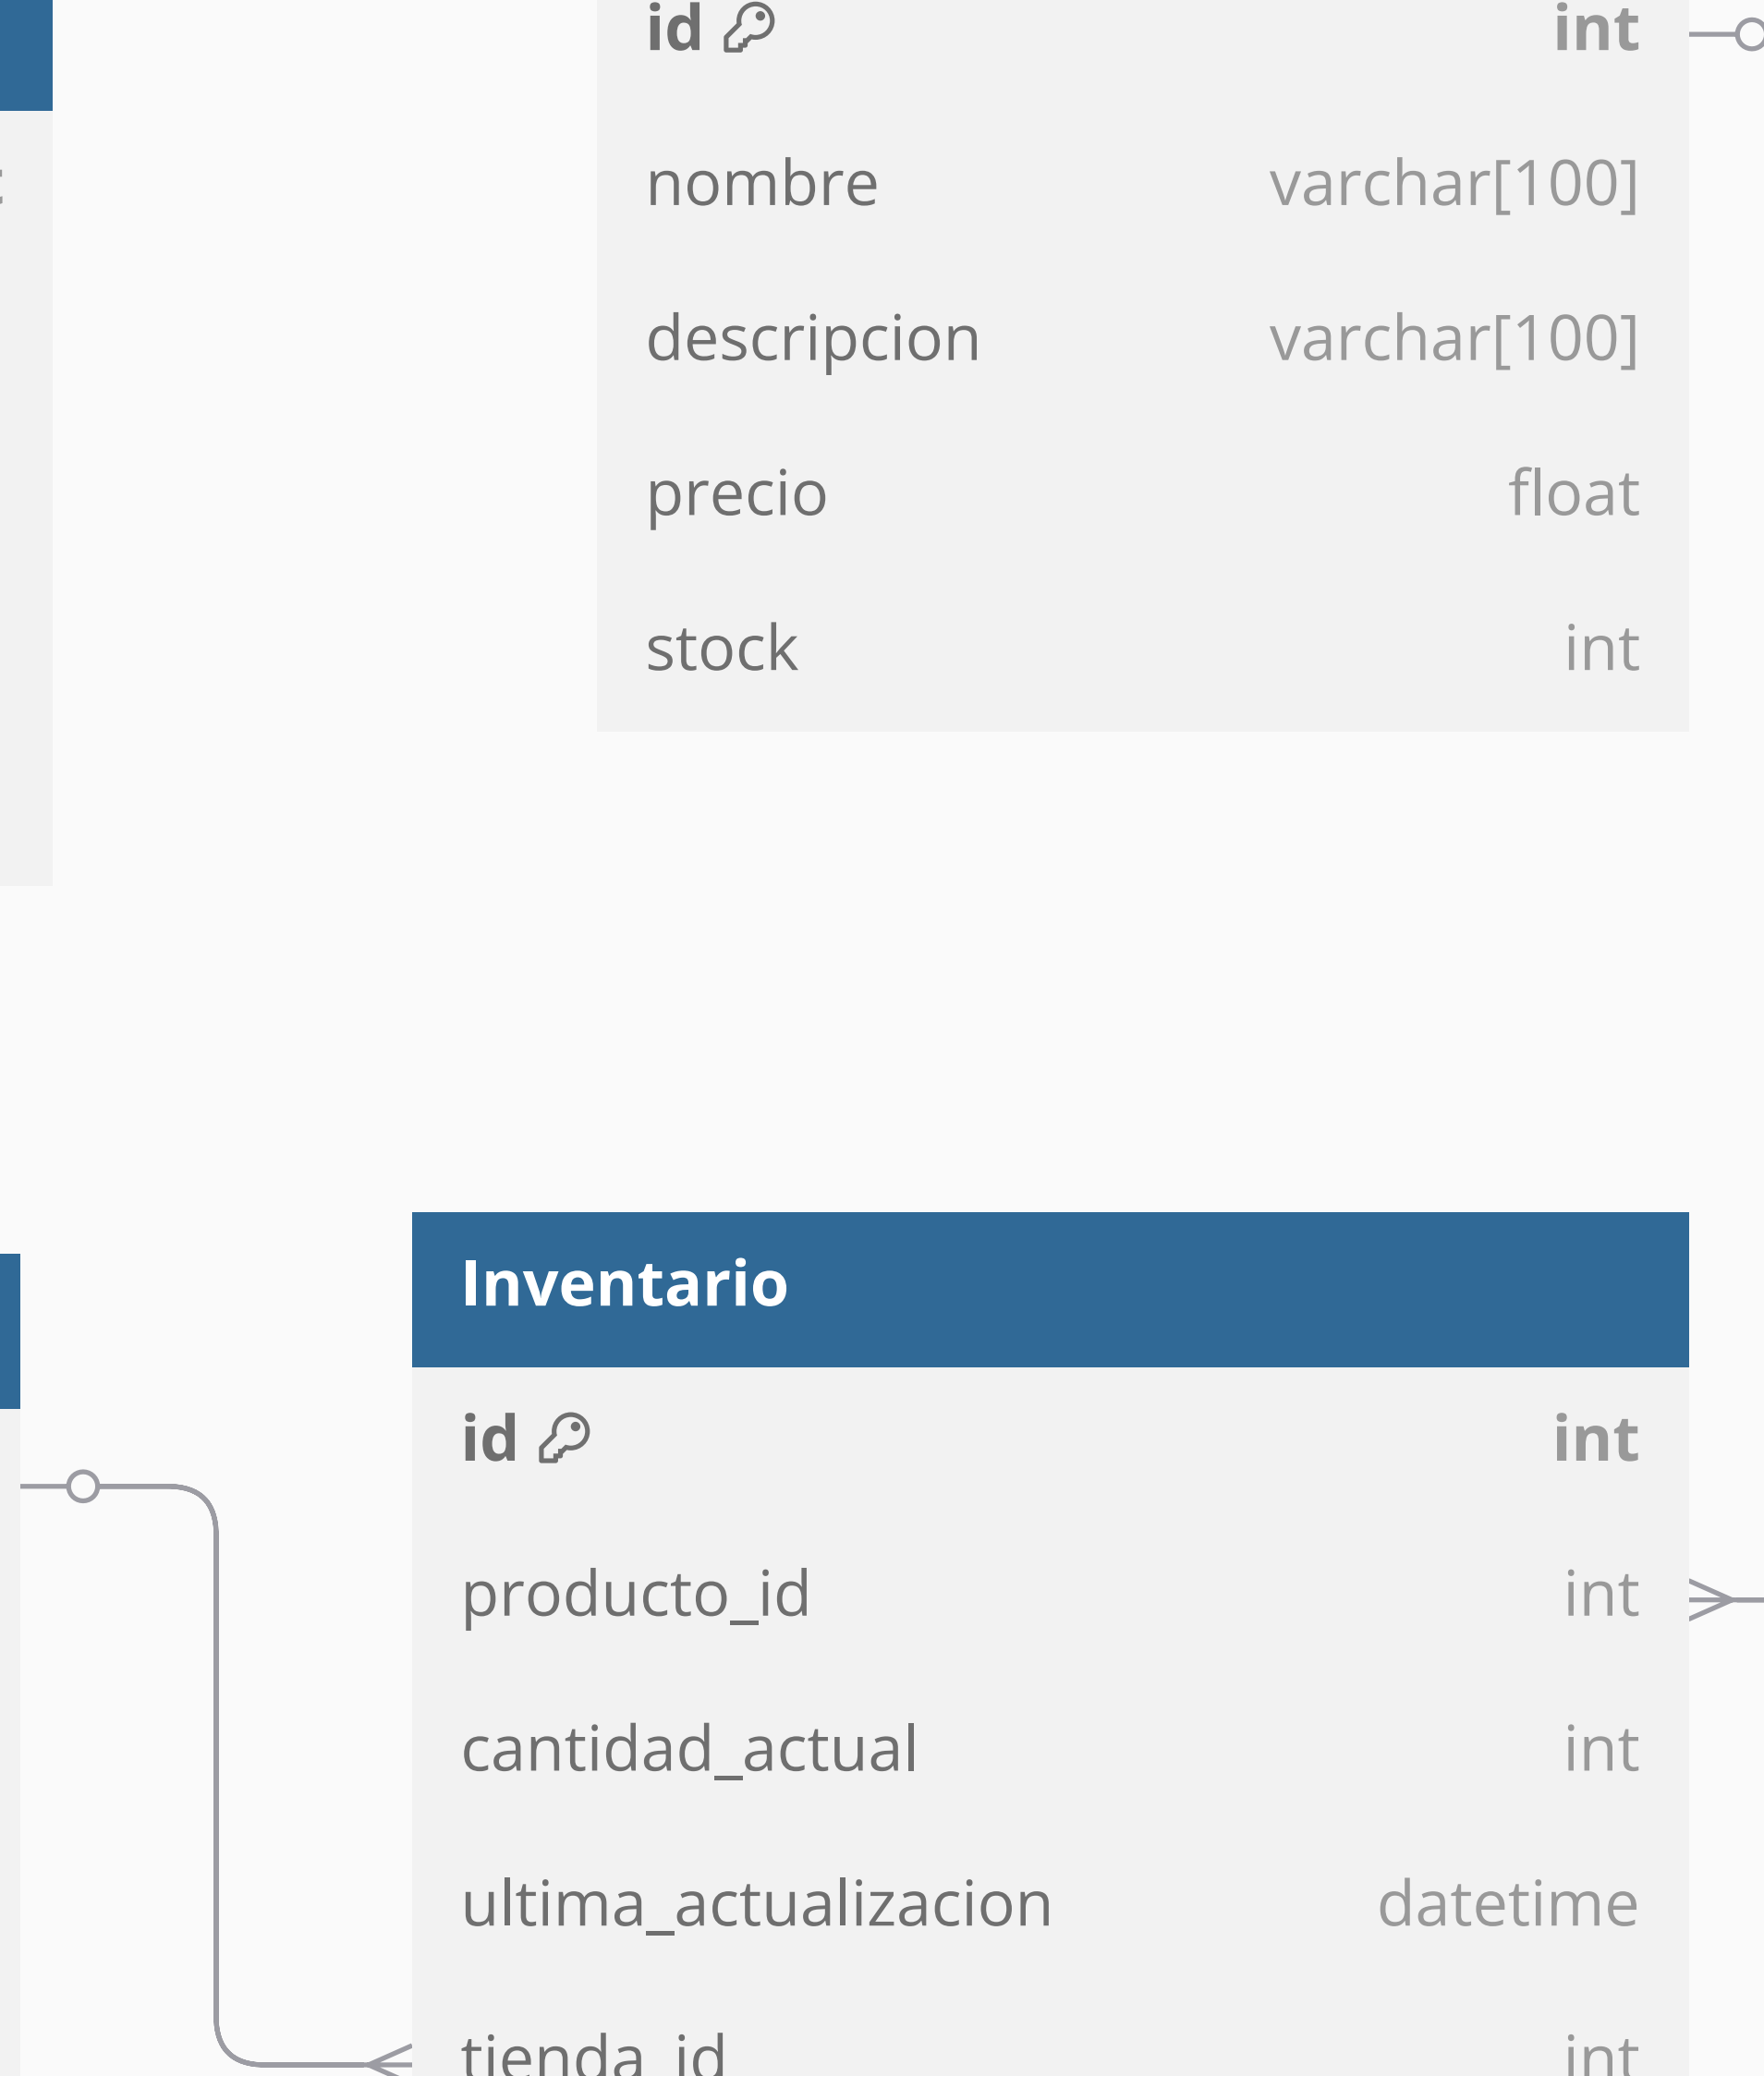 id int
nombre varchar[100]
descripcion varchar[100]
precio float
stock int
Inventario
id int
producto_id int
cantidad_actual int
ultima_actualizacion datetime
tienda_id int